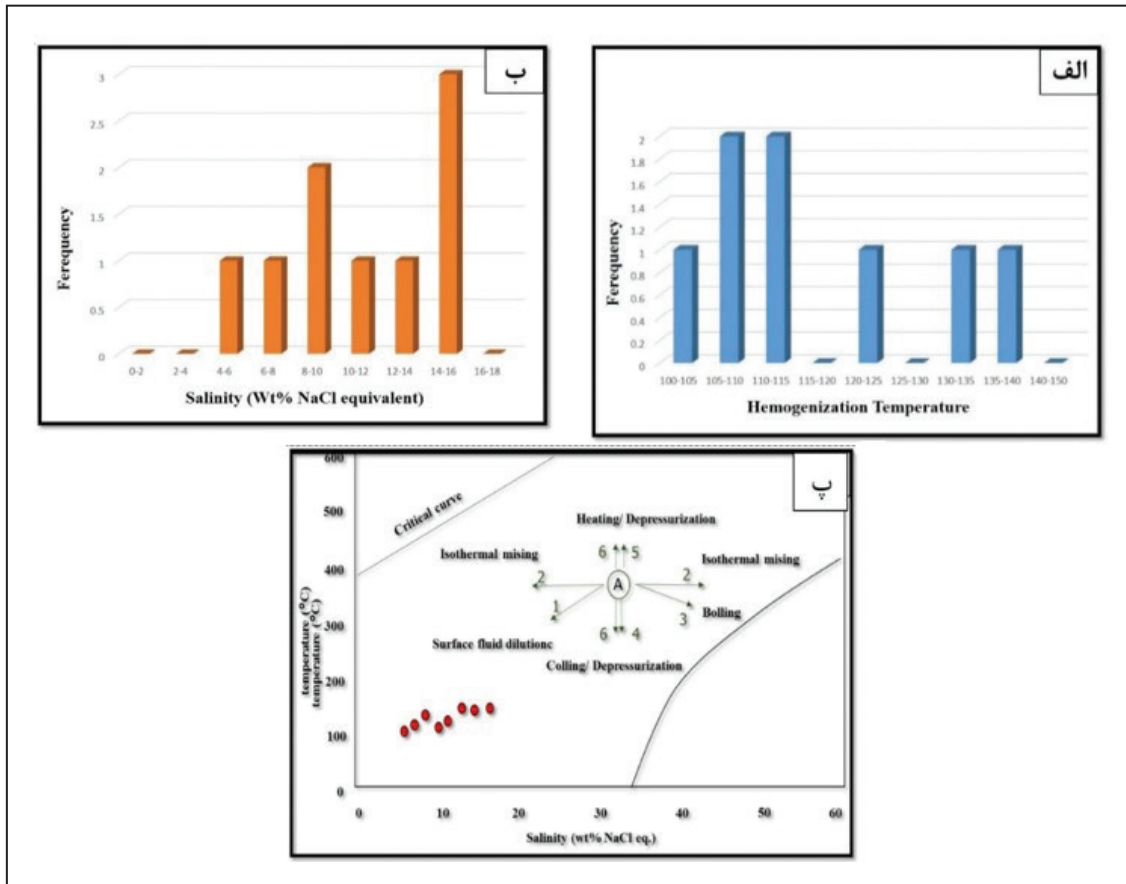 ب
3
2.5
2
1.5
1
0.5
0
Ferequency
0-2 2-4 4-6 6-8 8-10 10-12 12-14 14-16 16-18
Salinity (Wt% NaCl equivalent)
الف
2
1.8
1.6
1.4
1.2
1
0.8
0.6
0.4
0.2
0
Ferequency
100-105 105-110 110-115 115-120 120-125 125-130 130-135 135-140 140-150
Hemogenization Temperature
پ
600
500
400
300
200
100
0
temperature (°C)
temperature (°C)
Critical curve
Heating/ Depressurization
Isothermal mising
Isothermal mising
6 5
2 A 2
1 3
Bolling
6 4
Surface fluid dilutionc
Colling/ Depressurization
0 10 20 30 40 50 60
Salinity (wt% NaCl eq.)